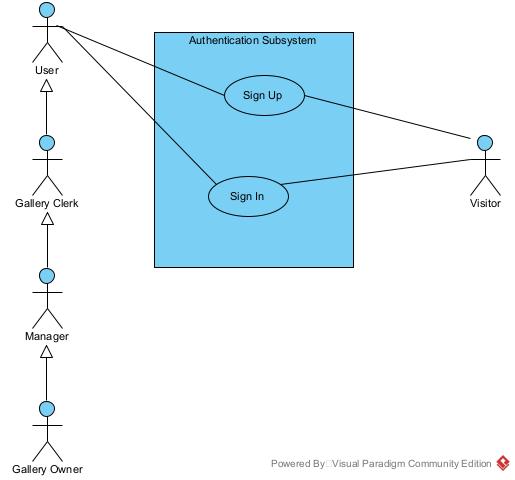 Authentication Subsystem
User
Sign Up
Gallery Clerk
Sign In
Visitor
Manager
Gallery Owner
Powered By Visual Paradigm Community Edition